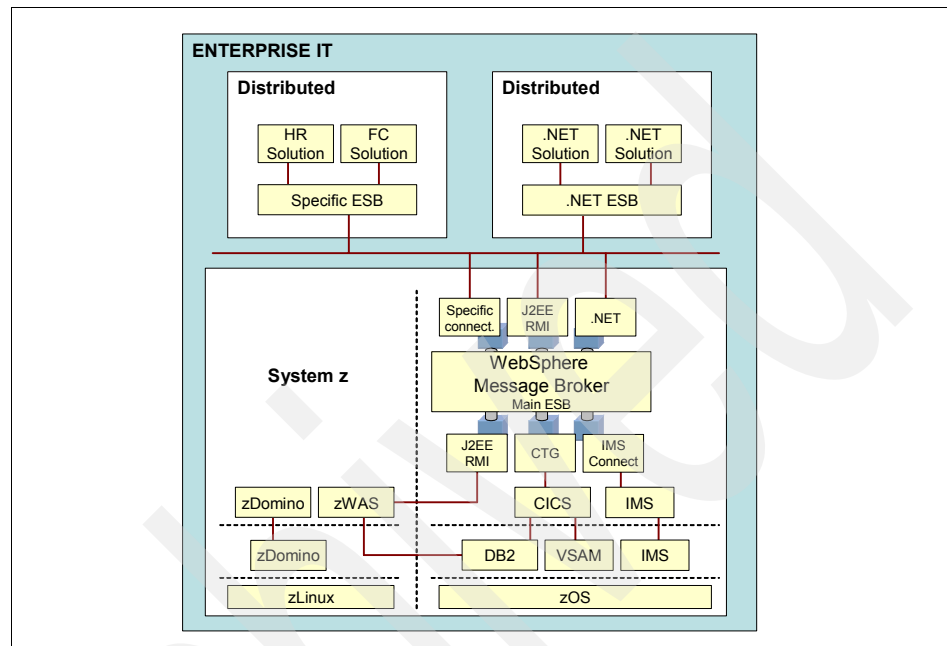 ENTERPRISE IT
Distributed
HR
Solution
FC
Solution
Specific ESB
Distributed
.NET
Solution
.NET
Solution
.NET ESB
System z
Specific
connect.
J2EE
RMI
.NET
WebSphere
Message Broker
Main ESB
J2EE
RMI
CTG
IMS
Connect
zDomino
zWAS
CICS
IMS
zDomino
DB2
VSAM
IMS
zLinux
zOS